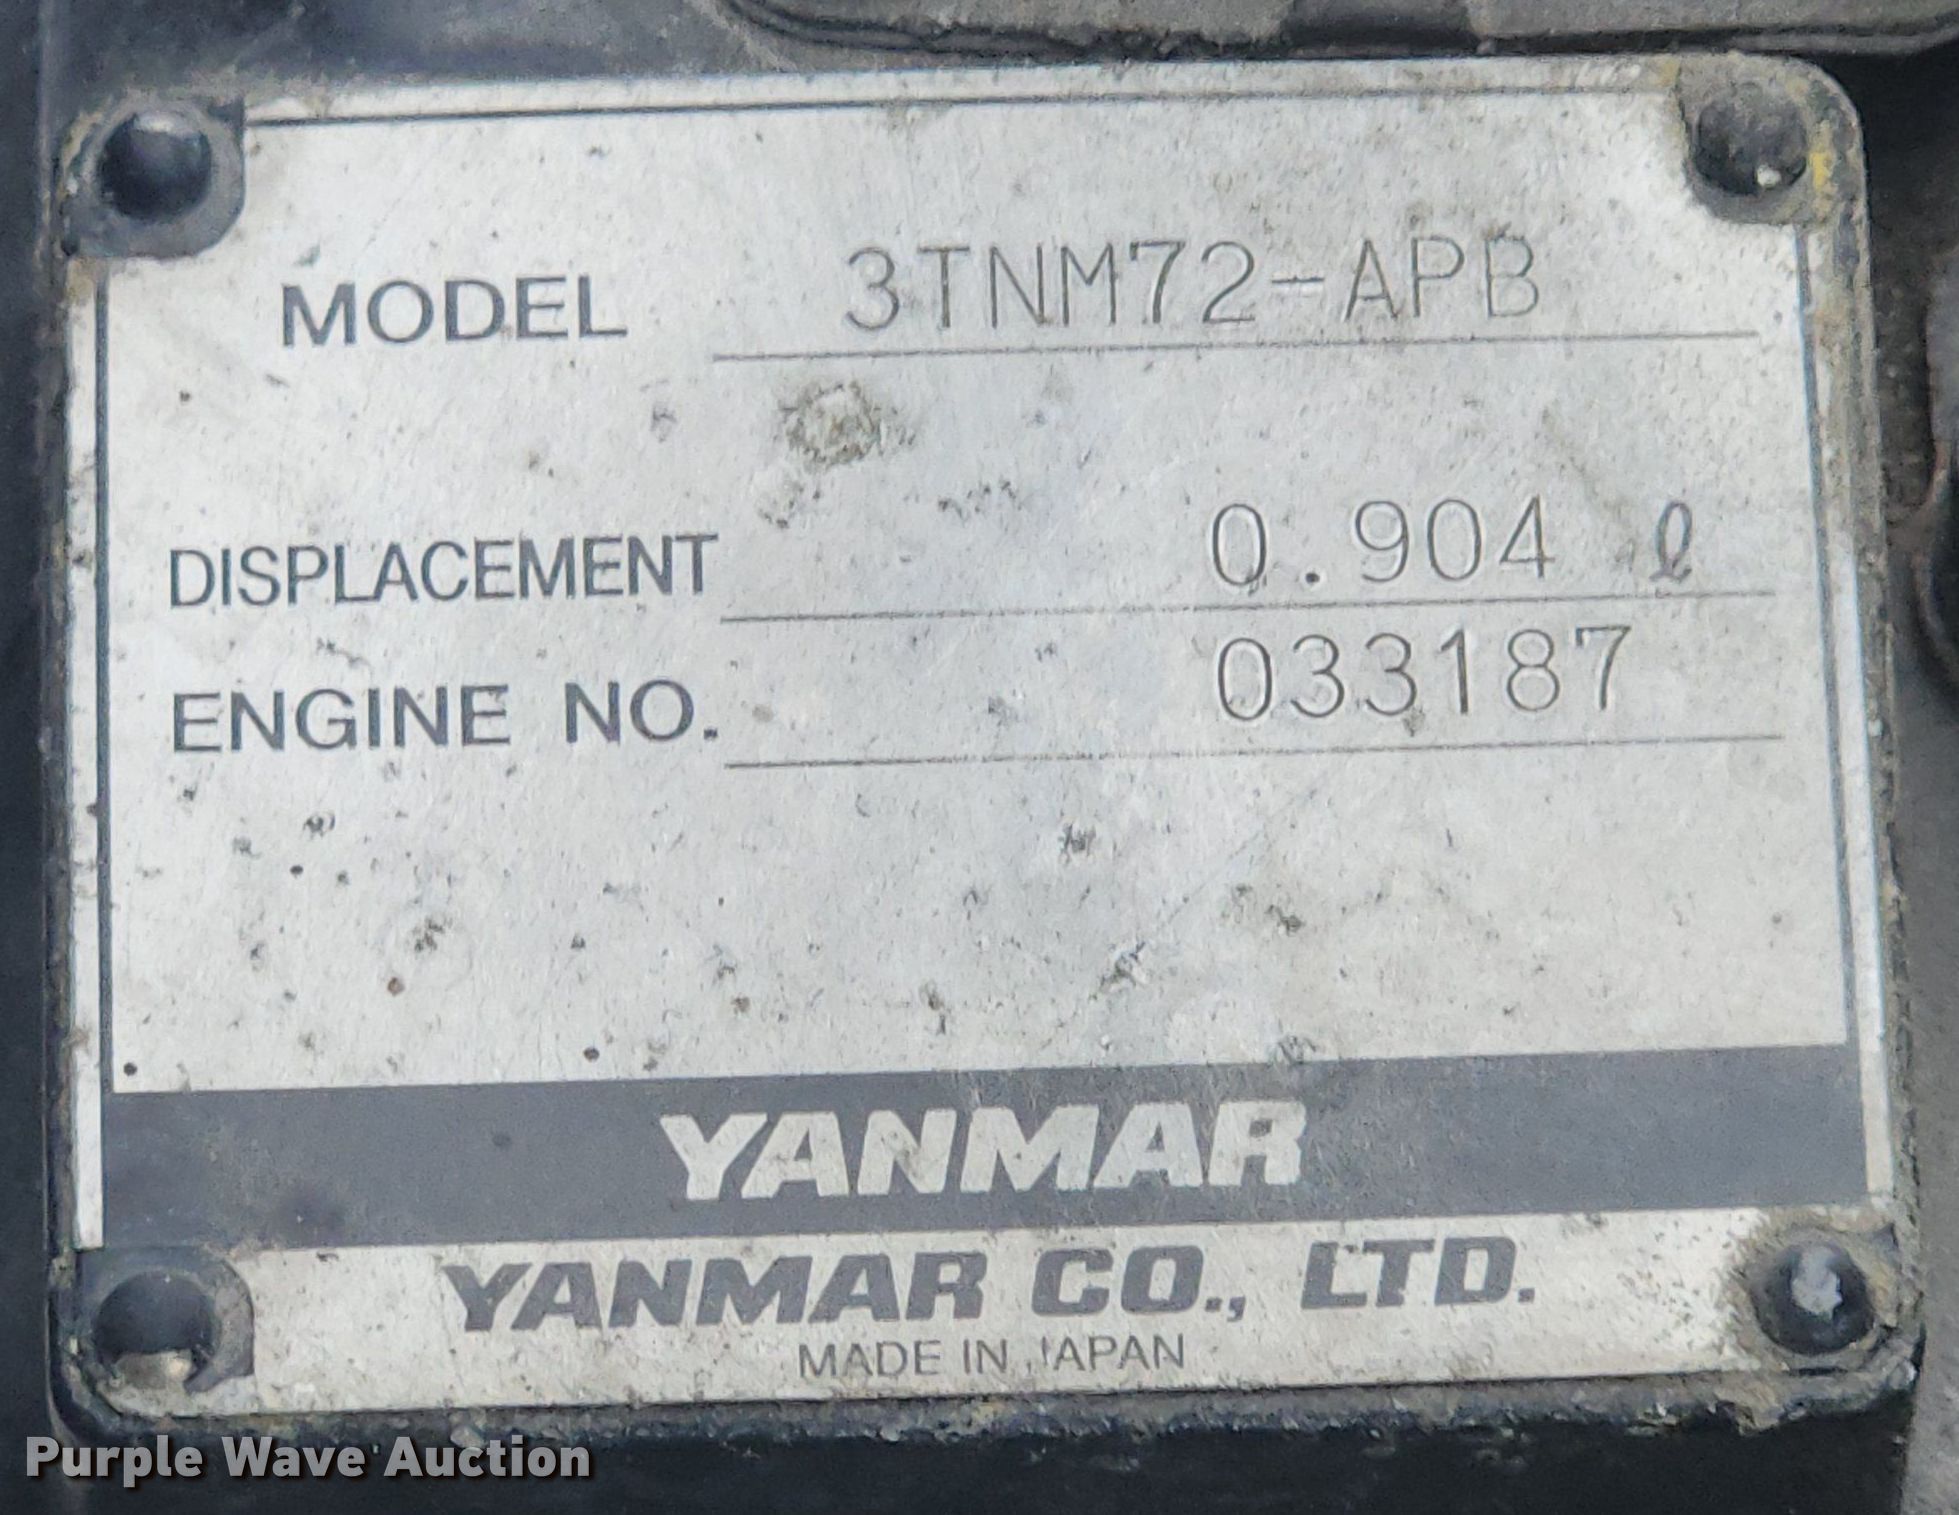 MODEL 3TNM72-APB
DISPLACEMENT 0.904 ℓ
ENGINE NO. 033187
YANMAR
YANMAR CO., LTD.
MADE IN JAPAN
Purple Wave Auction